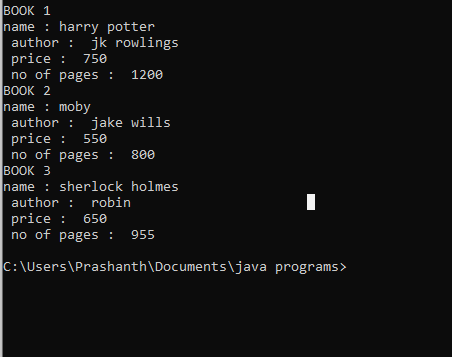 BOOK 1
name : harry potter
author :  jk rowlings
price :  750
no of pages :  1200
BOOK 2
name : moby
author :  jake wills
price :  550
no of pages :  800
BOOK 3
name : sherlock holmes
author :  robin
price :  650
no of pages :  955
C:\Users\Prashanth\Documents\java programs>